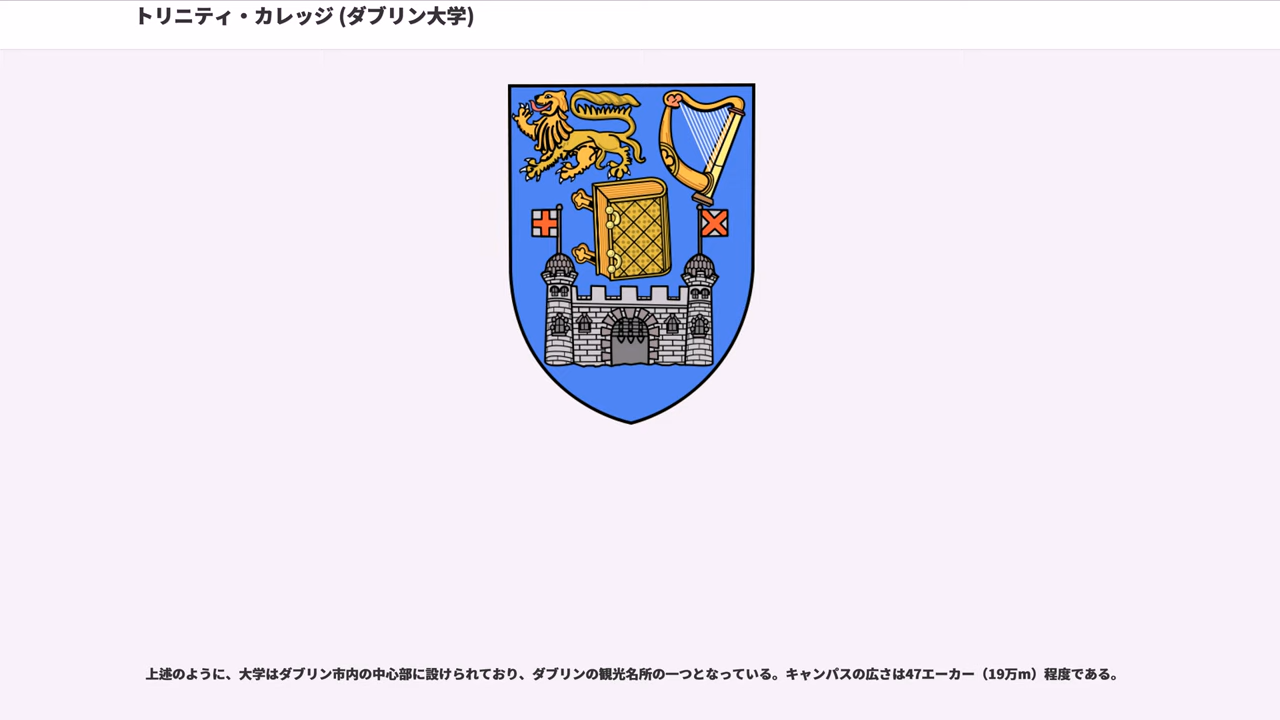 トリニティ・カレッジ (ダブリン大学)
上述のように、大学はダブリン市内の中心部に設けられており、ダブリンの観光名所の一つとなっている。キャンパスの広さは47エーカー（19万m）程度である。